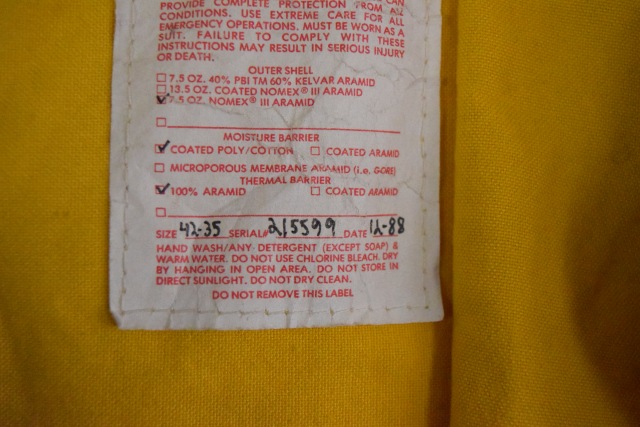 PROVIDE COMPLETE PROTECTION FROM ALL
CONDITIONS. USE EXTREME CARE FOR ALL
EMERGENCY OPERATIONS. MUST BE WORN AS A
SUIT. FAILURE TO COMPLY WITH THESE
INSTRUCTIONS MAY RESULT IN SERIOUS INJURY
OR DEATH.
OUTER SHELL
7.5 OZ. 40% PBI TM 60% KELVAR ARAMID
13.5 OZ. COATED NOMEX® III ARAMID
7.5 OZ. NOMEX® III ARAMID
MOISTURE BARRIER
COATED POLY/COTTON COATED ARAMID
MICROPOROUS MEMBRANE ARAMID (i.e. GORE)
THERMAL BARRIER
100% ARAMID COATED ARAMID
SIZE 42-35 SERIAL# 215599 DATE 12-88
HAND WASH/ANY DETERGENT (EXCEPT SOAP) &
WARM WATER. DO NOT USE CHLORINE BLEACH. DRY
BY HANGING IN OPEN AREA. DO NOT STORE IN
DIRECT SUNLIGHT. DO NOT DRY CLEAN.
DO NOT REMOVE THIS LABEL